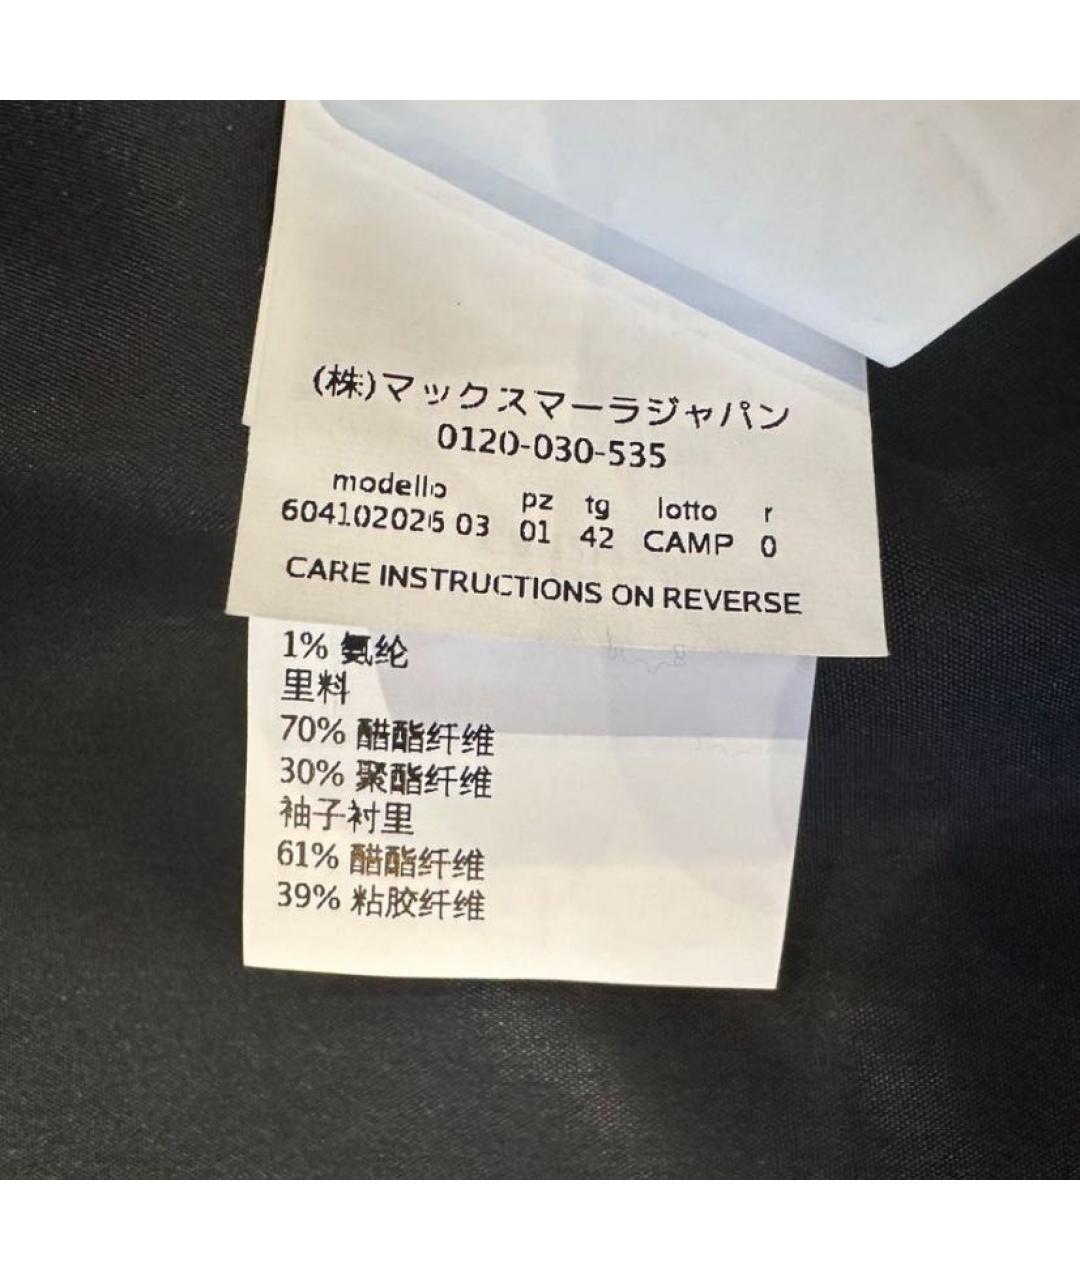 (株)マックスマーラジャパン
0120-030-535
modello pz tg lotto r
604102026 03 01 42 CAMP 0
CARE INSTRUCTIONS ON REVERSE
1% 氨纶
里料
70% 醋酯纤维
30% 聚酯纤维
袖子衬里
61% 醋酯纤维
39% 粘胶纤维